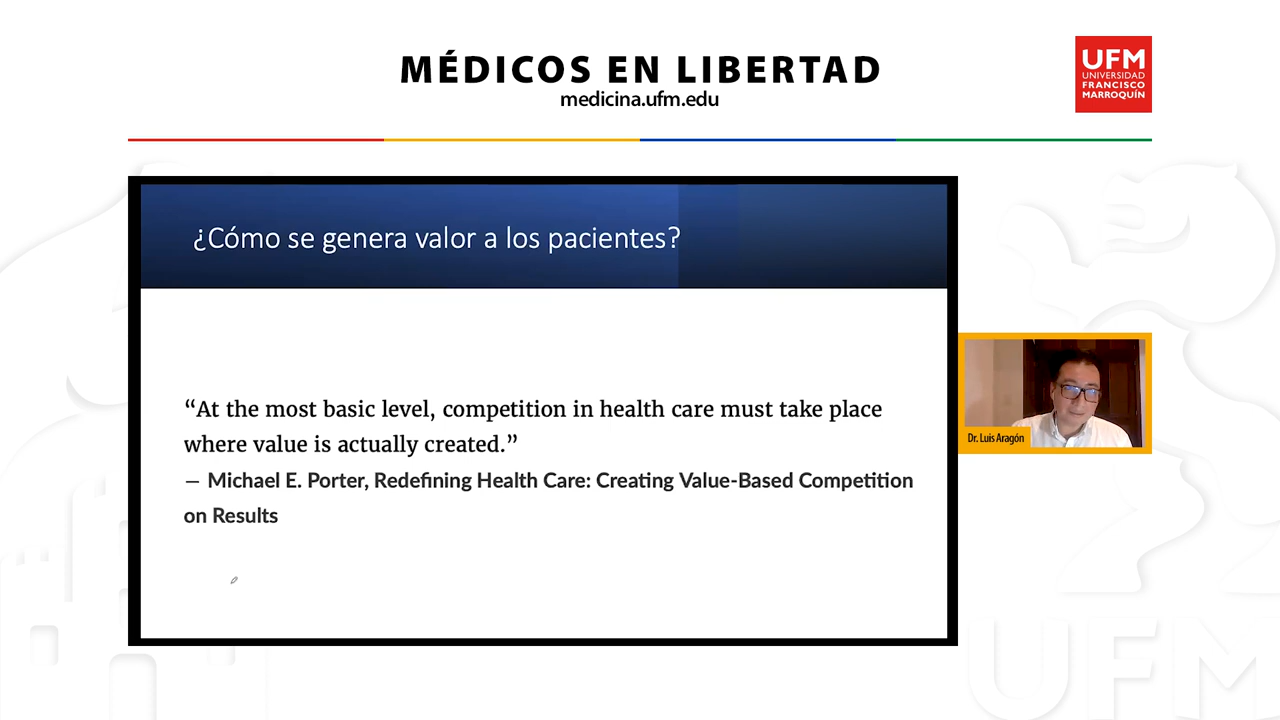 MÉDICOS EN LIBERTAD
medicina.ufm.edu
UFM
UNIVERSIDAD
FRANCISCO
MARROQUÍN
¿Cómo se genera valor a los pacientes?
“At the most basic level, competition in health care must take place
where value is actually created.”
— Michael E. Porter, Redefining Health Care: Creating Value-Based Competition
on Results
Dr. Luis Aragón
UFM